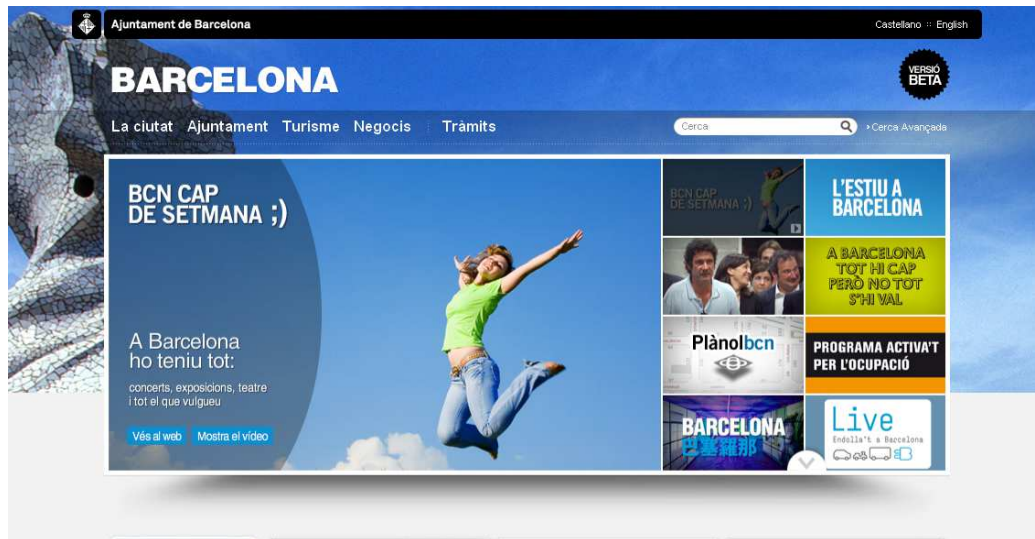 Ajuntament de Barcelona
Castellano :: English
BARCELONA
VERSIÓ
BETA
La ciutat Ajuntament Turisme Negocis Tràmits
Cerca
Cerca Avançada
BCN CAP
DE SETMANA ;)
A Barcelona
ho teniu tot:
concerts, exposicions, teatre
i tot el que vulgueu
Vés al web Mostra el vídeo
BCN CAP
DE SETMANA ;)
L'ESTIU A
BARCELONA
A BARCELONA
TOT HI CAP
PERÒ NO TOT
S'HI VAL
Plànolbcn
PROGRAMA ACTIVA'T
PER L'OCUPACIÓ
BARCELONA
巴塞羅那
Live
Endolla't a Barcelona